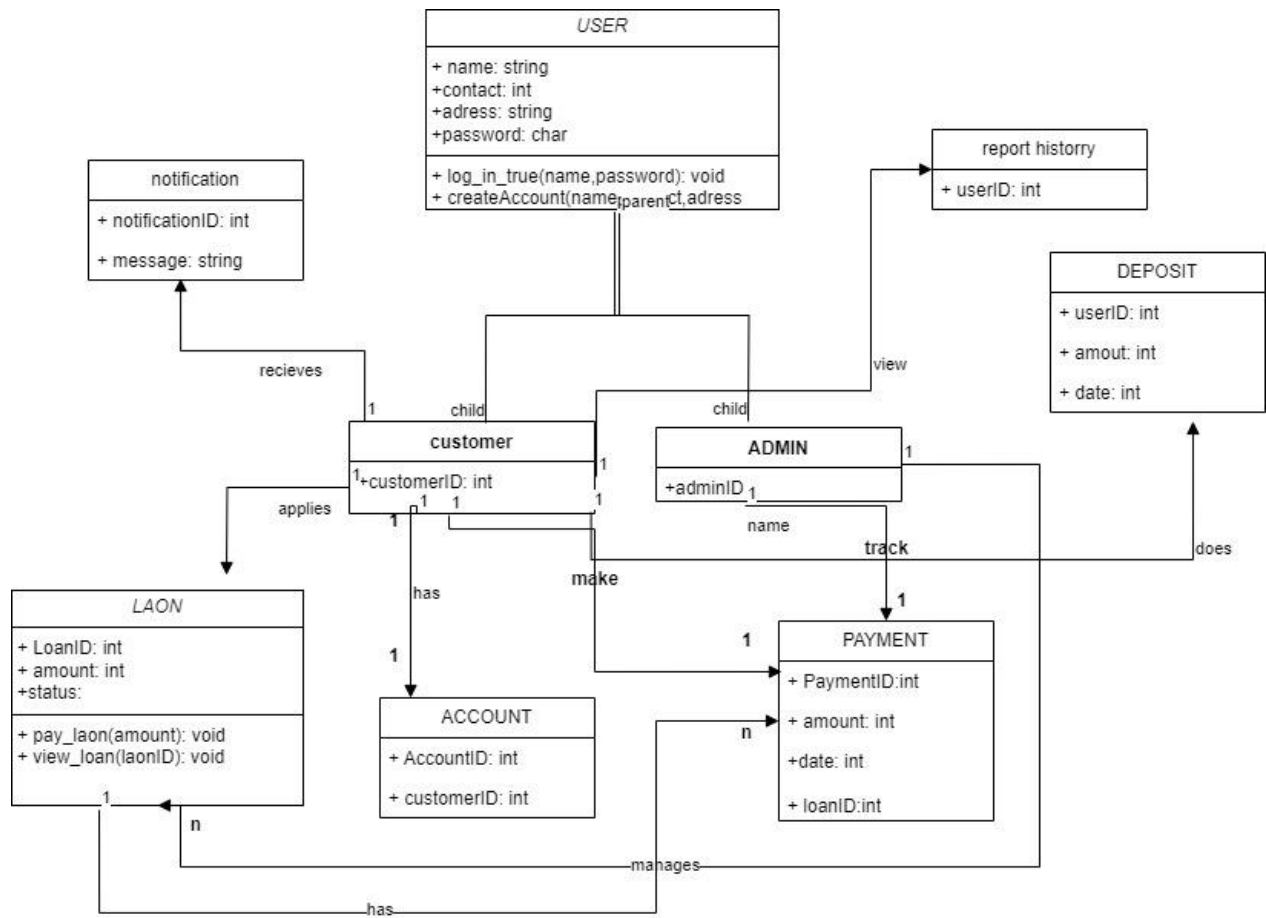 USER
+ name: string
+contact: int
+adress: string
+password: char
+ log_in_true(name,password): void
+ createAccount(name, ct,adress
parent
notification
+ notificationID: int
+ message: string
report historry
+ userID: int
DEPOSIT
+ userID: int
+ amout: int
+ date: int
recieves
view
1
child
child
customer
+customerID: int
1
1
1
1
1
1
ADMIN
+adminID
1
1
applies
name
track
does
make
has
1
1
1
1
LAON
+ LoanID: int
+ amount: int
+status:
+ pay_laon(amount): void
+ view_loan(laonID): void
1
n
ACCOUNT
+ AccountID: int
+ customerID: int
PAYMENT
+ PaymentID:int
+ amount: int
+date: int
+ loanID:int
n
manages
has